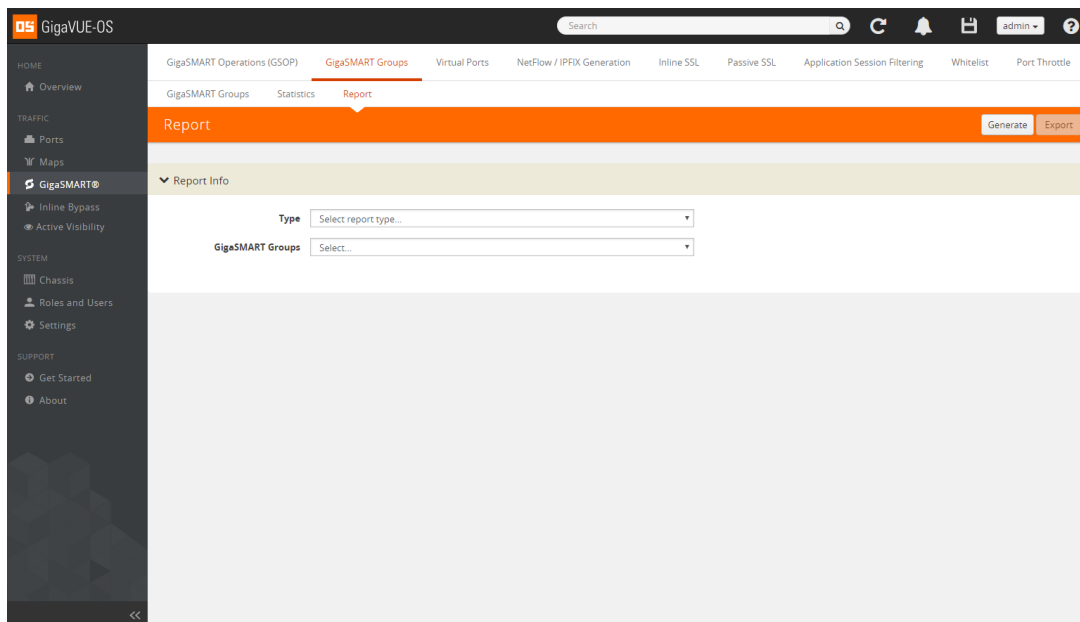 OS GigaVUE-OS
Search
admin
HOME
Overview
TRAFFIC
Ports
Maps
GigaSMART®
Inline Bypass
Active Visibility
SYSTEM
Chassis
Roles and Users
Settings
SUPPORT
Get Started
About
GigaSMART Operations (GSOP) GigaSMART Groups Virtual Ports NetFlow / IPFIX Generation Inline SSL Passive SSL Application Session Filtering Whitelist Port Throttle
GigaSMART Groups Statistics Report
Report
Generate Export
Report Info
Type Select report type...
GigaSMART Groups Select...